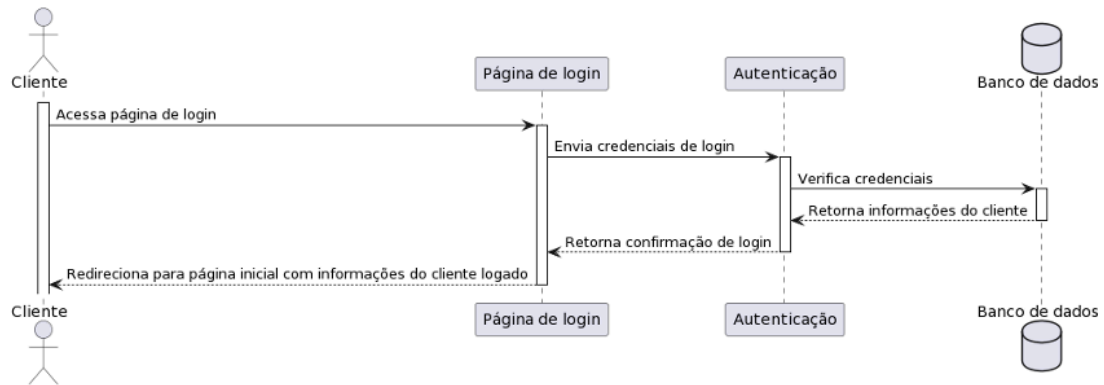 Cliente
Página de login
Autenticação
Banco de dados
Acessa página de login
Envia credenciais de login
Verifica credenciais
Retorna informações do cliente
Retorna confirmação de login
Redireciona para página inicial com informações do cliente logado
Cliente
Página de login
Autenticação
Banco de dados